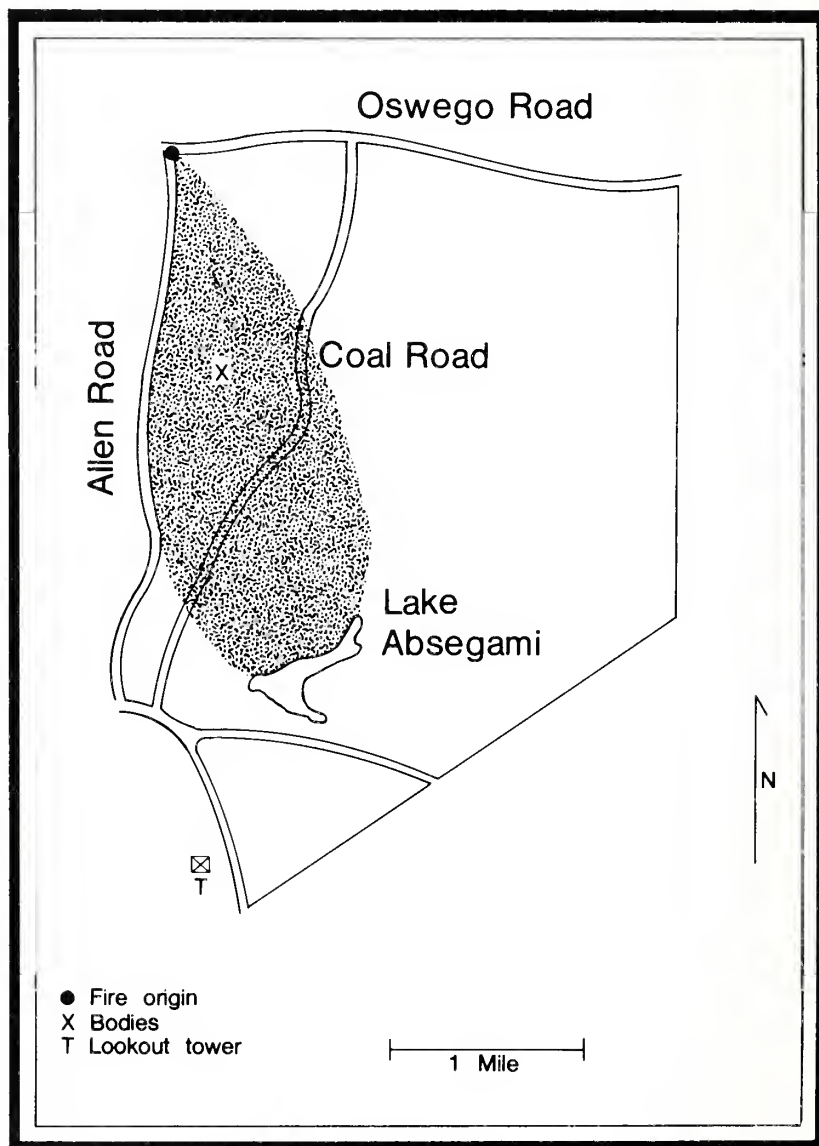 Oswego Road
Allen Road
X
Coal Road
Lake
Absegami
N
T
● Fire origin
X Bodies
T Lookout tower
1 Mile